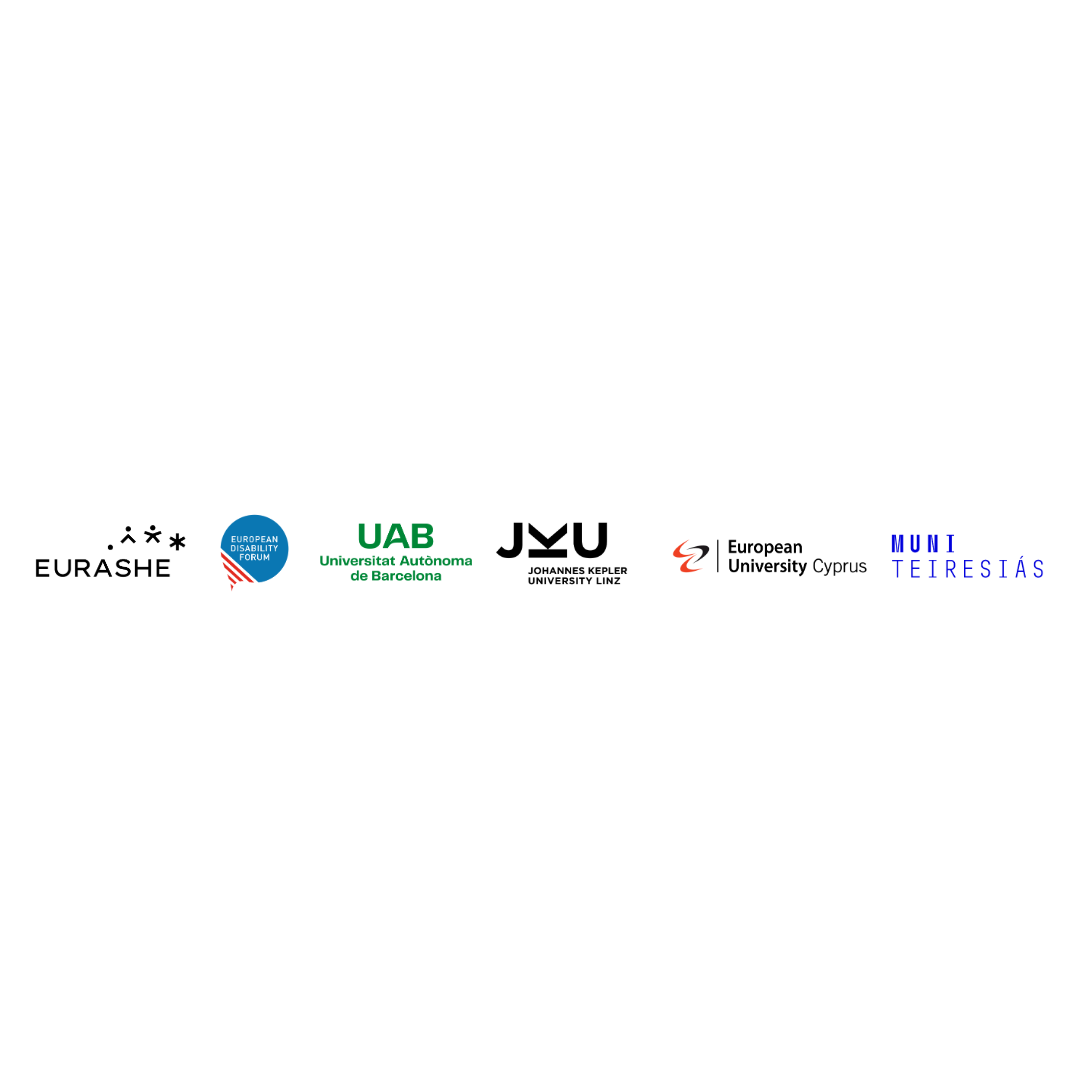 EURASHE
EUROPEAN
DISABILITY
FORUM
UAB
Universitat Autònoma
de Barcelona
JKU
JOHANNES KEPLER
UNIVERSITY LINZ
European
University Cyprus
MUNI
TEIRESIÁS